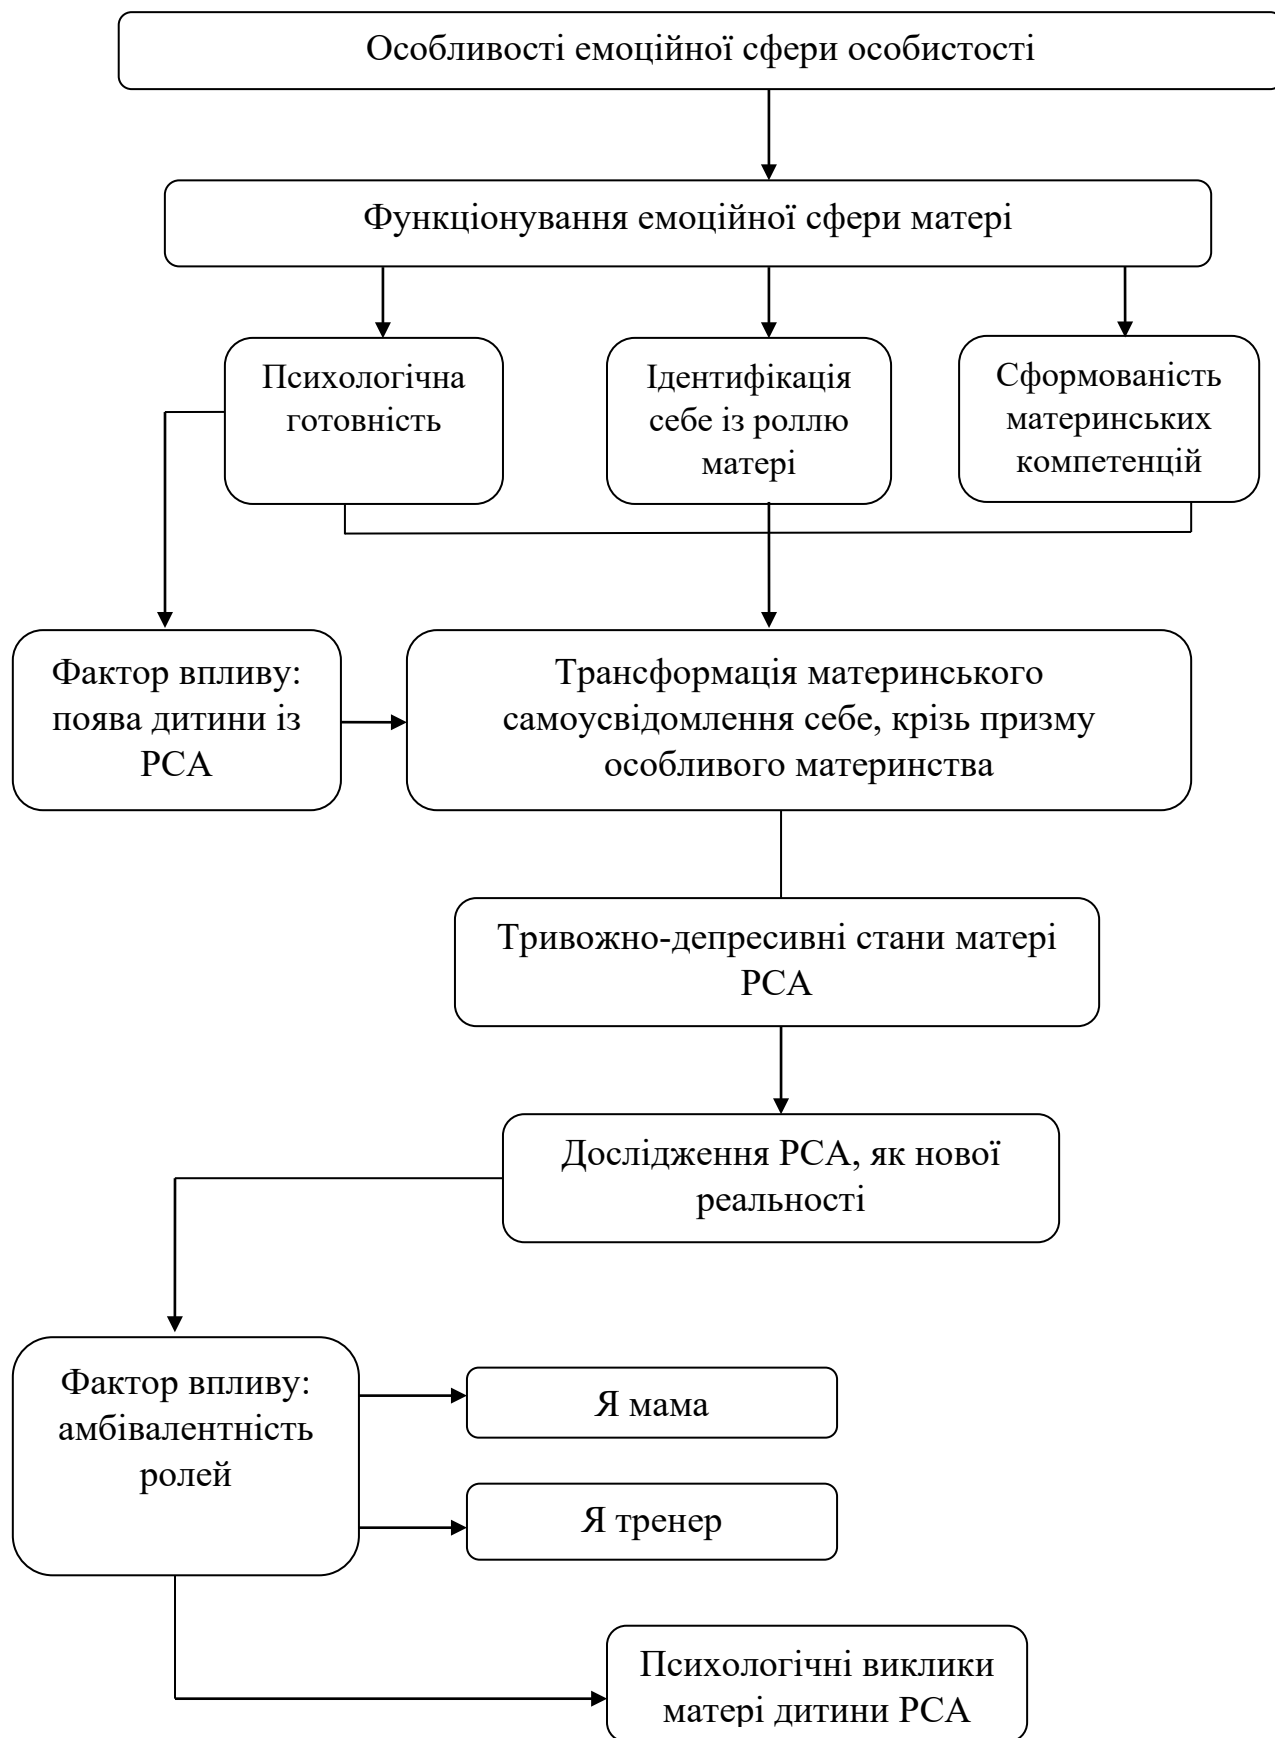 Особливості емоційної сфери особистості
Функціонування емоційної сфери матері
Психологічна
готовність
Ідентифікація
себе із роллю
матері
Сформованість
материнських
компетенцій
Фактор впливу:
поява дитини із
РСА
Трансформація материнського
самоусвідомлення себе, крізь призму
особливого материнства
Тривожно-депресивні стани матері
РСА
Дослідження РСА, як нової
реальності
Фактор впливу:
амбівалентність
ролей
Я мама
Я тренер
Психологічні виклики
матері дитини РСА